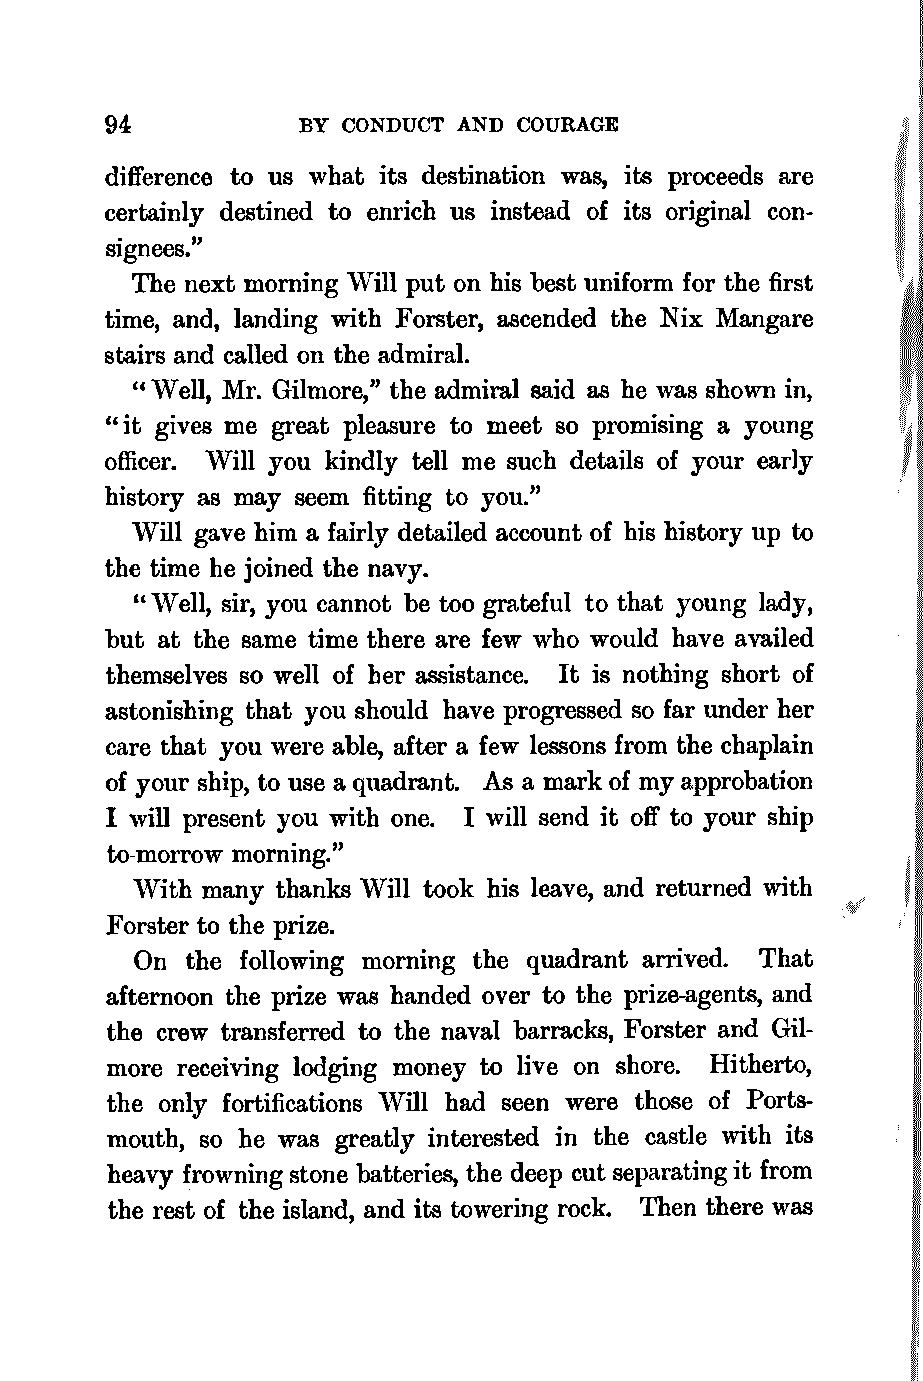 94 BY CONDUCT AND COURAGE
difference to us what its destination was, its proceeds are
certainly destined to enrich us instead of its original con-
signees."
The next morning Will put on his best uniform for the first
time, and, landing with Forster, ascended the Nix Mangare
stairs and called on the admiral.
"Well, Mr. Gilmore," the admiral said as he was shown in,
"it gives me great pleasure to meet so promising a young
officer. Will you kindly tell me such details of your early
history as may seem fitting to you."
Will gave him a fairly detailed account of his history up to
the time he joined the navy.
"Well, sir, you cannot be too grateful to that young lady,
but at the same time there are few who would have availed
themselves so well of her assistance. It is nothing short of
astonishing that you should have progressed so far under her
care that you were able, after a few lessons from the chaplain
of your ship, to use a quadrant. As a mark of my approbation
I will present you with one. I will send it off to your ship
to-morrow morning."
With many thanks Will took his leave, and returned with
Forster to the prize.
On the following morning the quadrant arrived. That
afternoon the prize was handed over to the prize-agents, and
the crew transferred to the naval barracks, Forster and Gil-
more receiving lodging money to live on shore. Hitherto,
the only fortifications Will had seen were those of Ports-
mouth, so he was greatly interested in the castle with its
heavy frowning stone batteries, the deep cut separating it from
the rest of the island, and its towering rock. Then there was